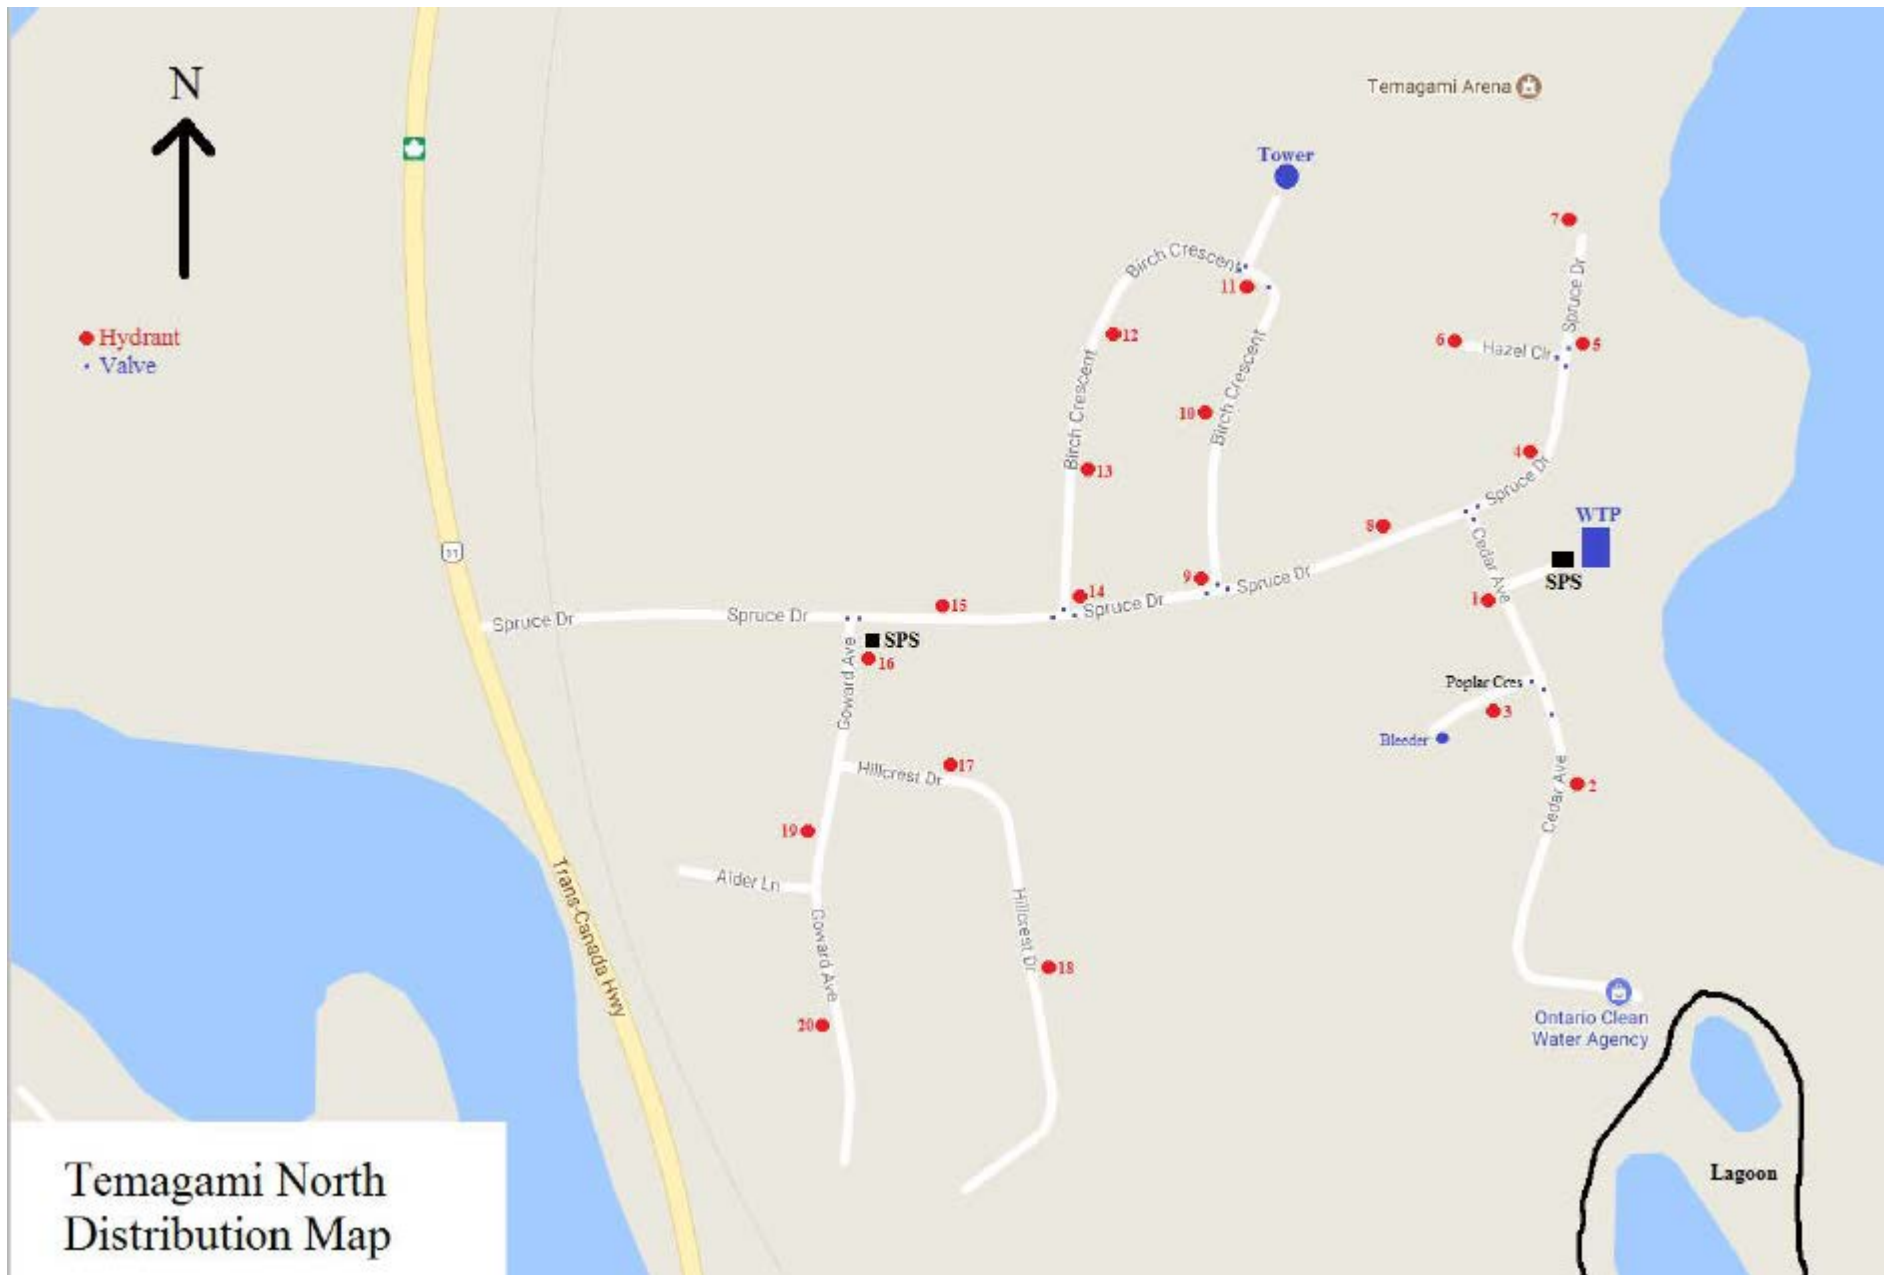 N
Hydrant
Valve
Temagami Arena
Tower
7
Birch Crescent
Spruce Dr
11
12
6
Hazel Clr
5
Birch Crescent
Birch Crescent
10
4
13
Spruce Dr
8
WTP
11
Cedar Ave
SPS
9
Spruce Dr
1
14
15
Spruce Dr
Spruce Dr
Spruce Dr
SPS
16
Goward Ave
Poplar Cres
3
Bleeder
17
Hillcrest Dr
2
Cedar Ave
19
Alder Ln
Trans-Canada Hwy
Goward Ave
Hillcrest Dr
18
20
Ontario Clean
Water Agency
Lagoon
Temagami North
Distribution Map